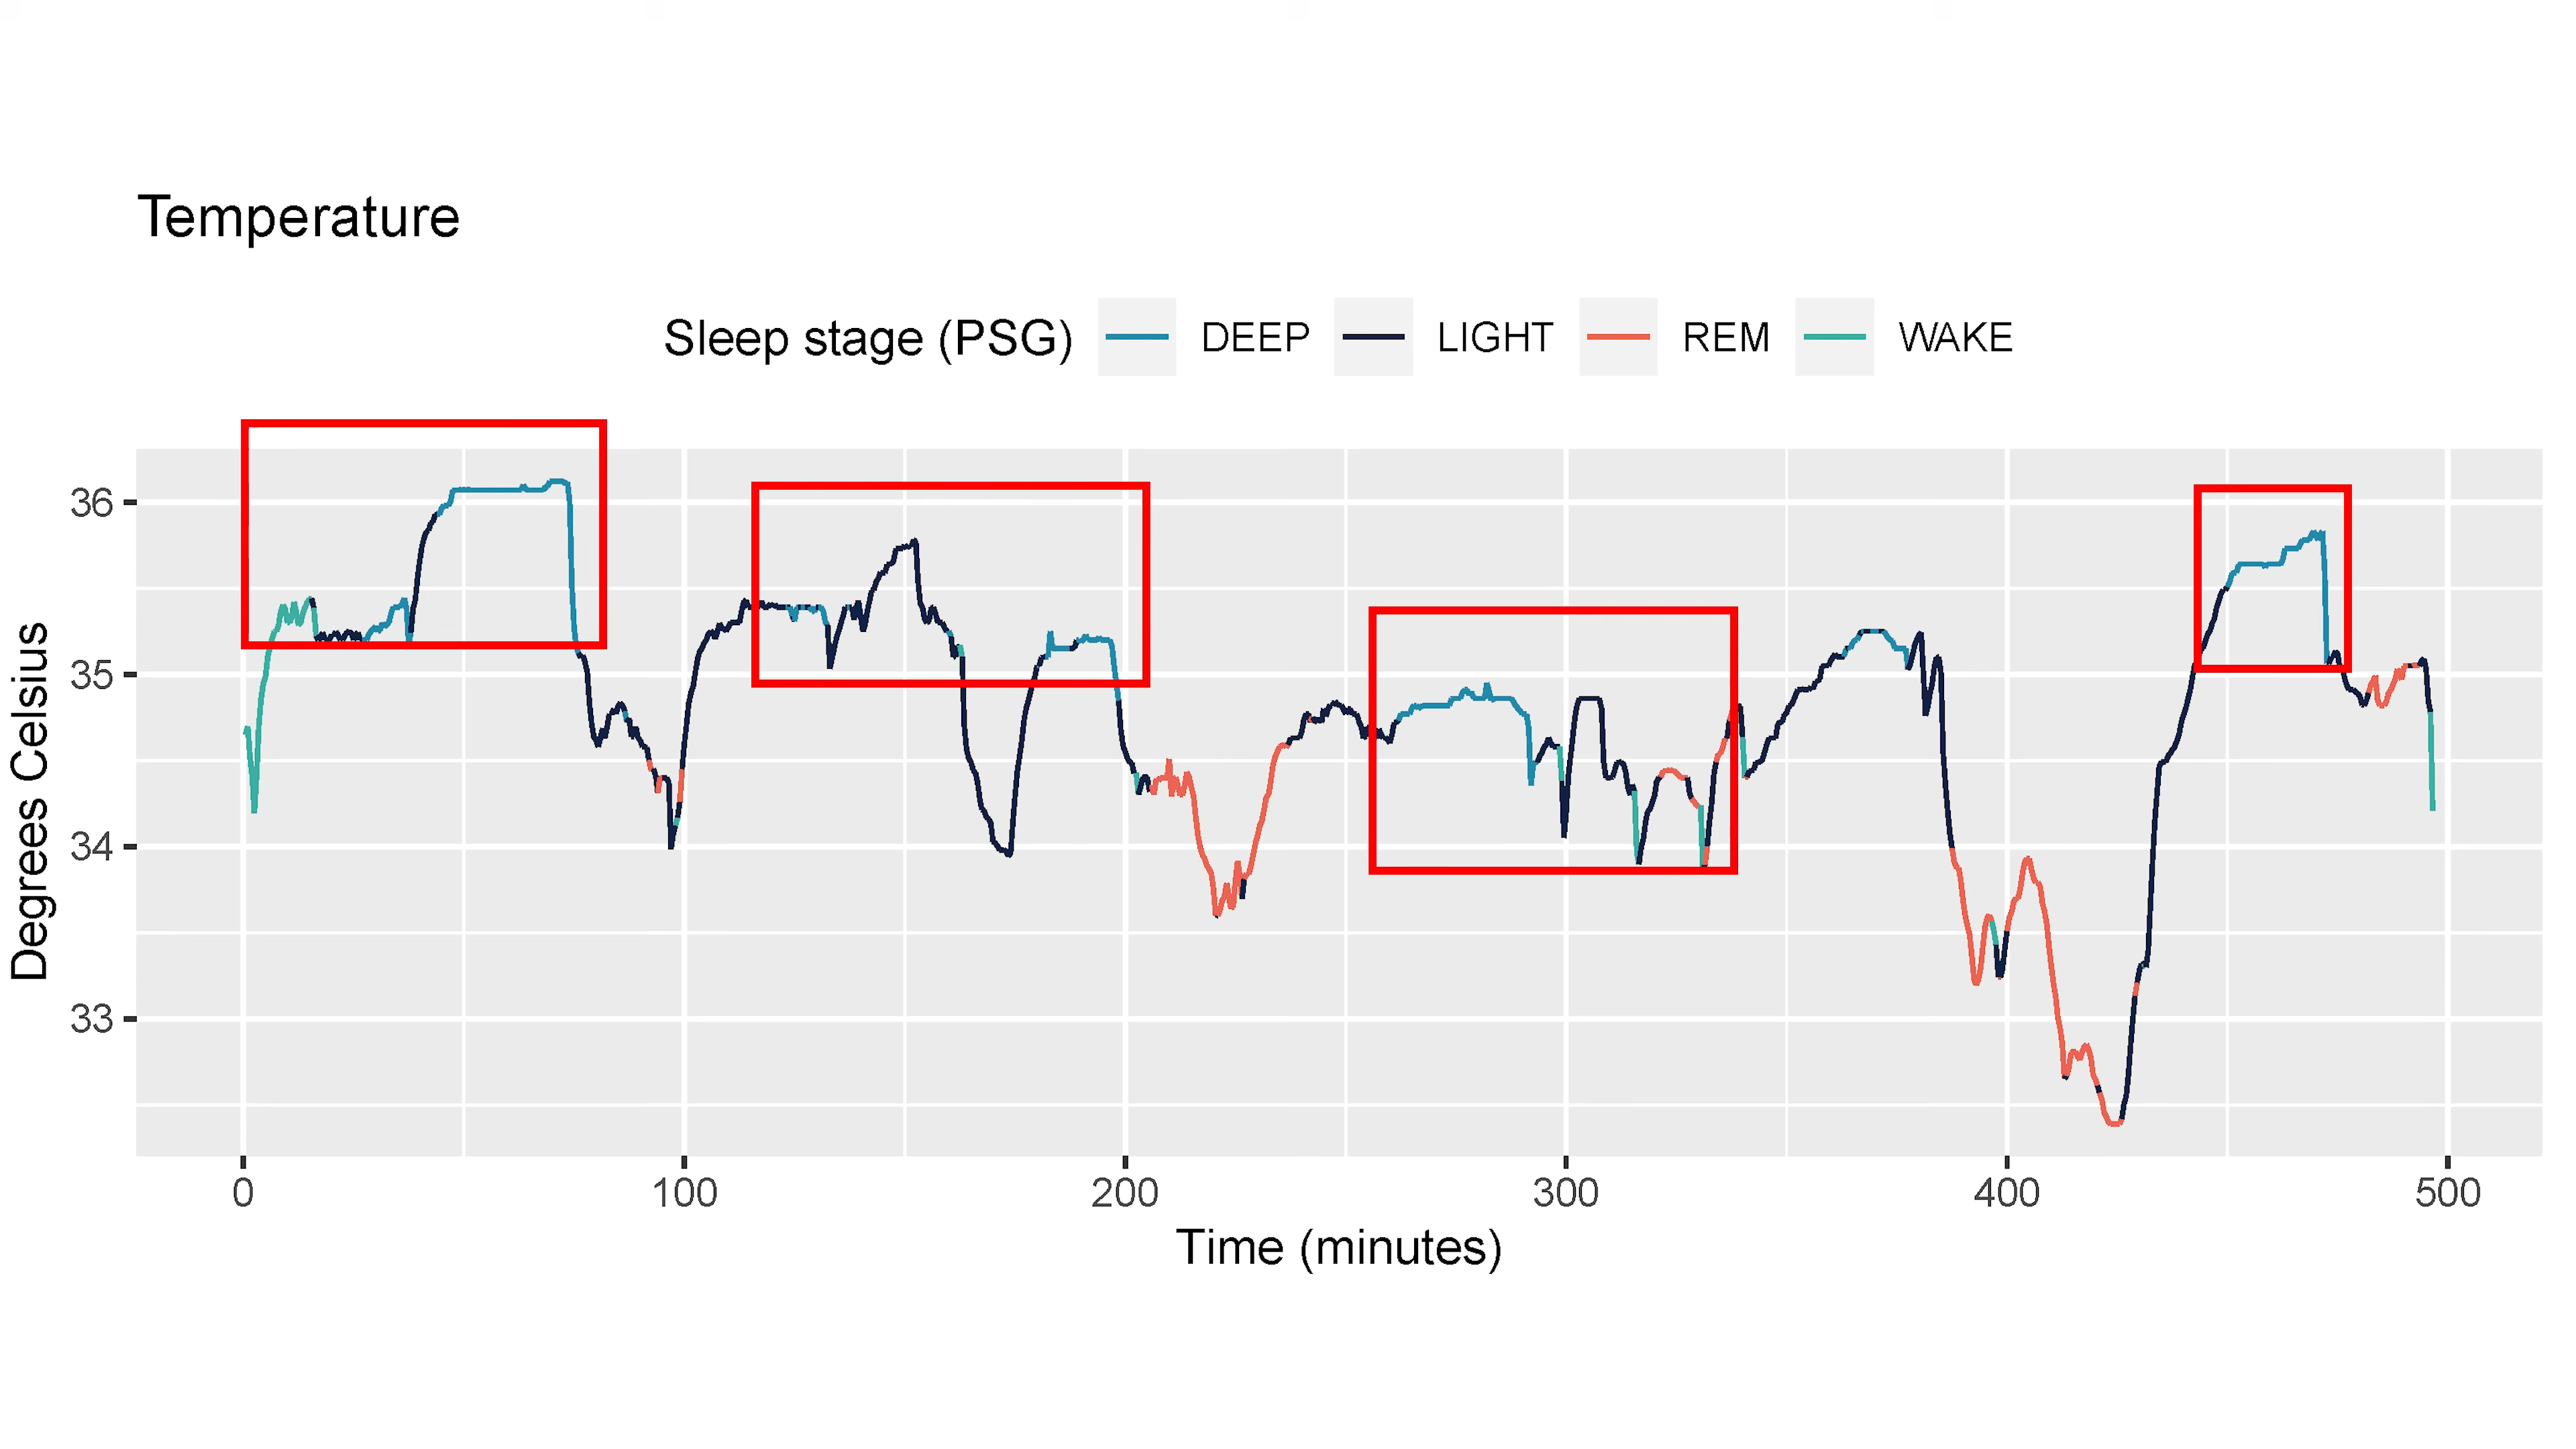 Temperature
Sleep stage (PSG) DEEP LIGHT REM WAKE
Degrees Celsius
36
35
34
33
0 100 200 300 400 500
Time (minutes)